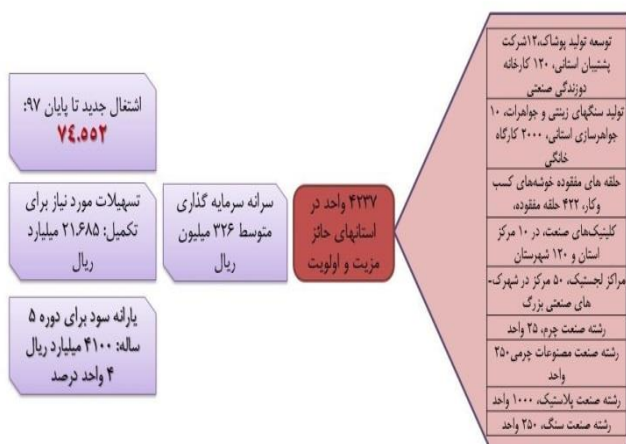 توسعه تولید پوشاک،۱۲شرکت
پشتیبان استانی، ۱۲۰ کارخانه
دوزندگی صنعتی
تولید سنگهای زینتی و جواهرات، ۱۰
جواهرسازی استانی، ۲۰۰۰ کارگاه
خانگی
حلقه های مفقوده خوشه‌های کسب
وکار، ۴۲۲ حلقه مفقوده،
کلینیک‌های صنعت، در ۱۰ مرکز
استان و ۱۲۰ شهرستان
مراکز لجستیک، ۵۰ مرکز در شهرک-
های صنعتی بزرگ
رشته صنعت چرم، ۲۵ واحد
رشته صنعت مصنوعات چرمی ۲۵۰
واحد
رشته صنعت پلاستیک، ۱۰۰۰ واحد
رشته صنعت سنگ، ۲۵۰ واحد
۴۲۳۷ واحد در
استانهای حائز
مزیت و اولویت
سرانه سرمایه گذاری
متوسط ۳۲۶ میلیون
ریال
اشتغال جدید تا پایان ۹۷:
۷٤.٥٥۲
تسهیلات مورد نیاز برای
تکمیل: ۲۱،۶۸۵ میلیارد
ریال
یارانه سود برای دوره ۵
ساله: ۴۱۰۰ میلیارد ریال
۴ واحد درصد